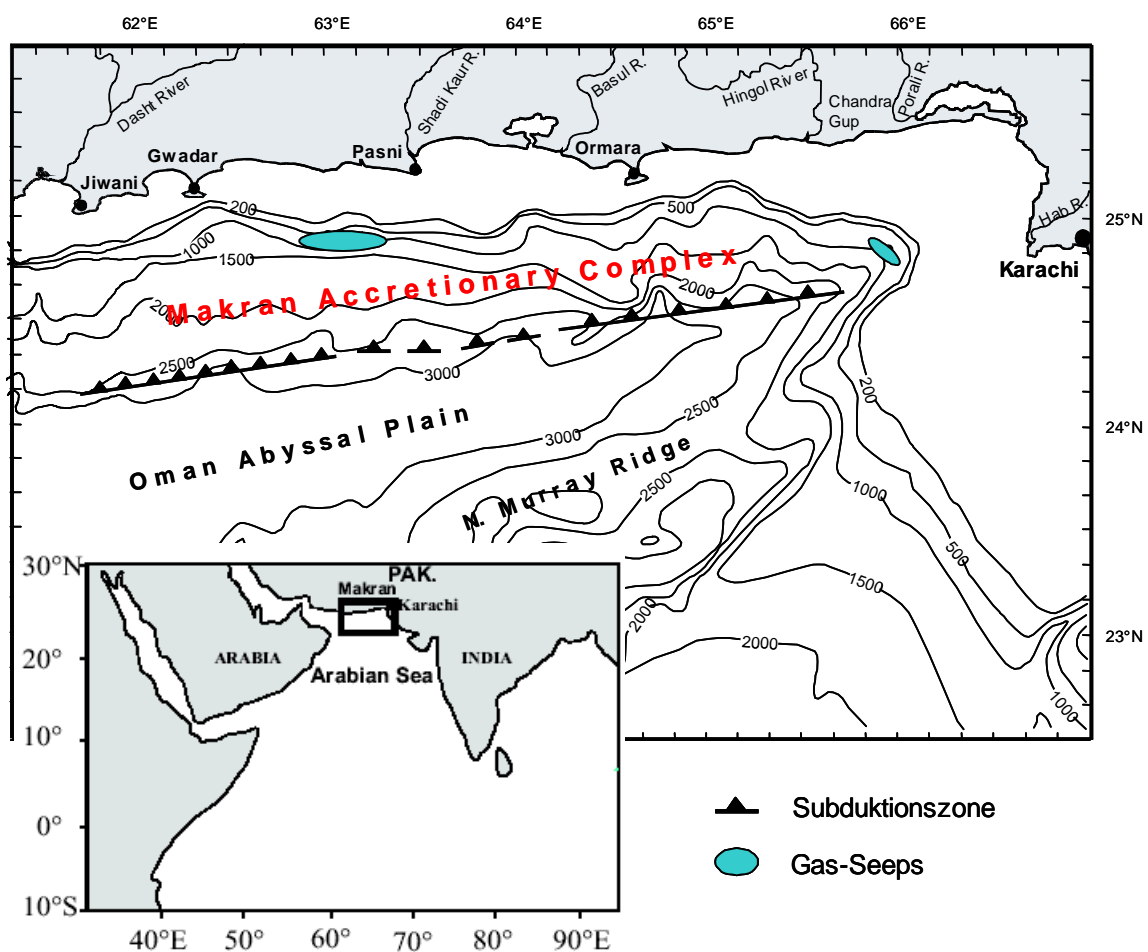 62°E 63°E 64°E 65°E 66°E
Dasht River
Shadi Kaur R.
Basul R.
Hingol River
Porali R.
Chandra
Gup
Gwadar
Pasni
Ormara
Jiwani
Hab R.
Karachi
25°N
24°N
23°N
200
500
1000
1500
Makran Accretionary Complex
2000
2500
3000
200
Oman Abyssal Plain
3000
2500
N. Murray Ridge
2500
1000
500
1500
2000
2000
1000
30°N
20°
10°
0°
10°S
PAK.
Makran
Karachi
ARABIA
INDIA
Arabian Sea
40°E 50° 60° 70° 80° 90°E
Subduktionszone
Gas-Seeps